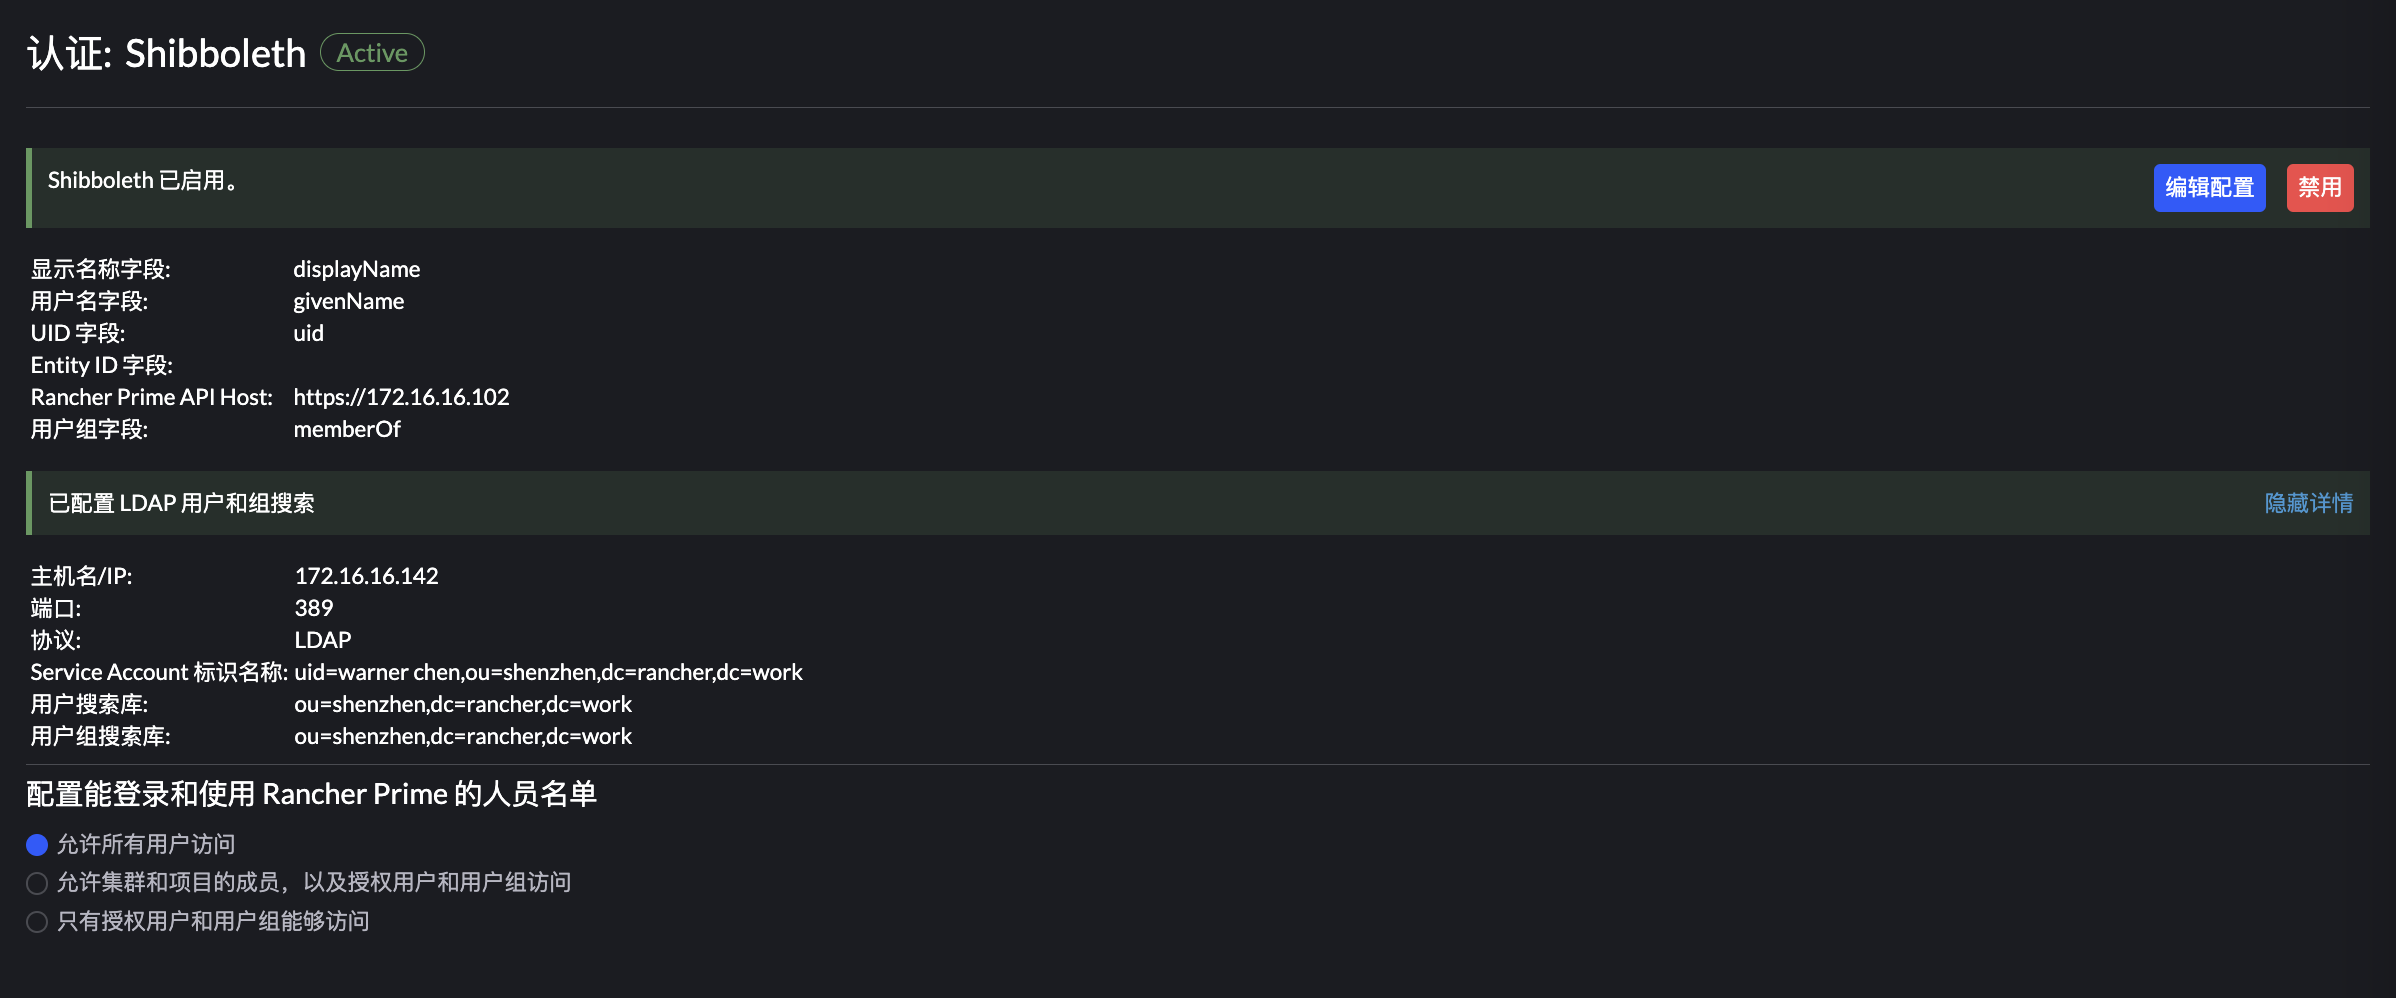 认证: Shibboleth Active
Shibboleth 已启用。 编辑配置 禁用
显示名称字段: displayName
用户名字段: givenName
UID 字段: uid
Entity ID 字段:
Rancher Prime API Host: https://172.16.16.102
用户组字段: memberOf
已配置 LDAP 用户和组搜索 隐藏详情
主机名/IP: 172.16.16.142
端口: 389
协议: LDAP
Service Account 标识名称: uid=warner chen,ou=shenzhen,dc=rancher,dc=work
用户搜索库: ou=shenzhen,dc=rancher,dc=work
用户组搜索库: ou=shenzhen,dc=rancher,dc=work
配置能登录和使用 Rancher Prime 的人员名单
允许所有用户访问
允许集群和项目的成员，以及授权用户和用户组访问
只有授权用户和用户组能够访问